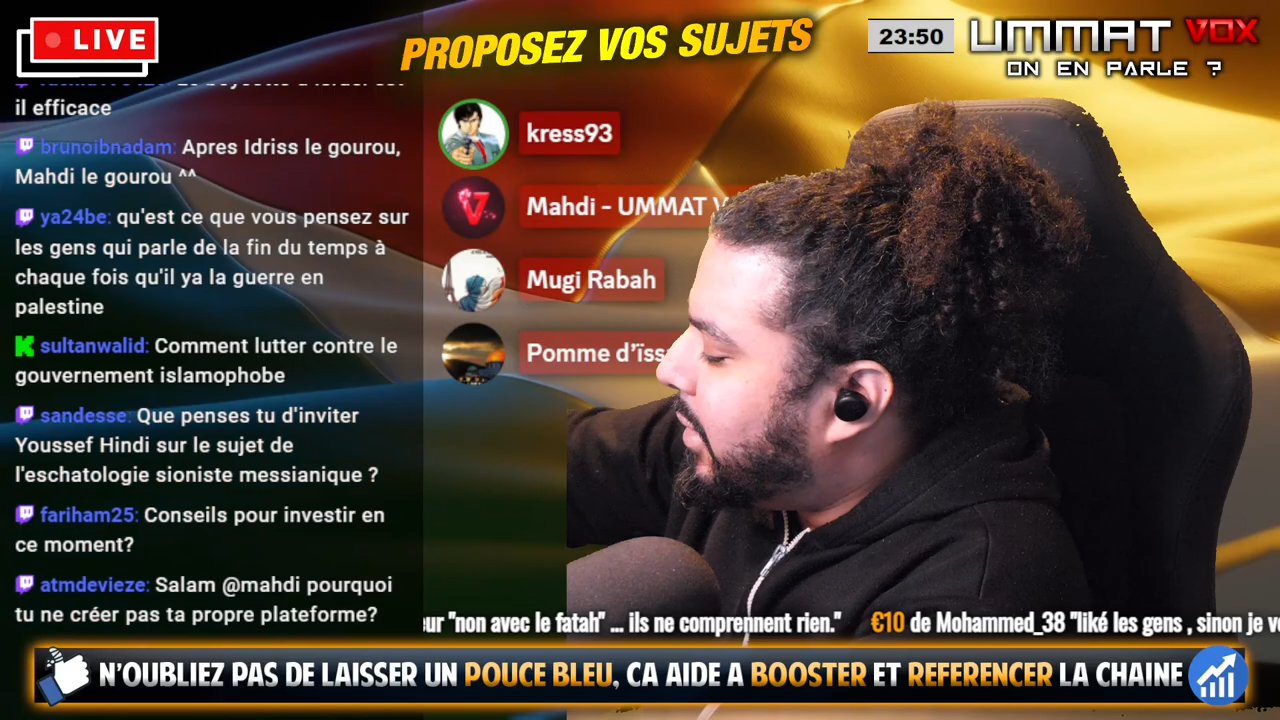 LIVE
PROPOSEZ VOS SUJETS
23:50
UMMAT VOX
ON EN PARLE ?
il efficace
brunoibnadam: Apres Idriss le gourou,
Mahdi le gourou ^^
ya24be: qu'est ce que vous pensez sur
les gens qui parle de la fin du temps à
chaque fois qu'il ya la guerre en
palestine
sultanwalid: Comment lutter contre le
gouvernement islamophobe
sandesse: Que penses tu d'inviter
Youssef Hindi sur le sujet de
l'eschatologie sioniste messianique ?
fariham25: Conseils pour investir en
ce moment?
atmdevieze: Salam @mahdi pourquoi
tu ne créer pas ta propre plateforme?
kress93
Mahdi - UMMAT V
Mugi Rabah
Pomme d'ïss
eur "non avec le fatah" ... ils ne comprennent rien." €10 de Mohammed_38 "liké les gens , sinon je v
N'OUBLIEZ PAS DE LAISSER UN POUCE BLEU, CA AIDE A BOOSTER ET REFERENCER LA CHAINE